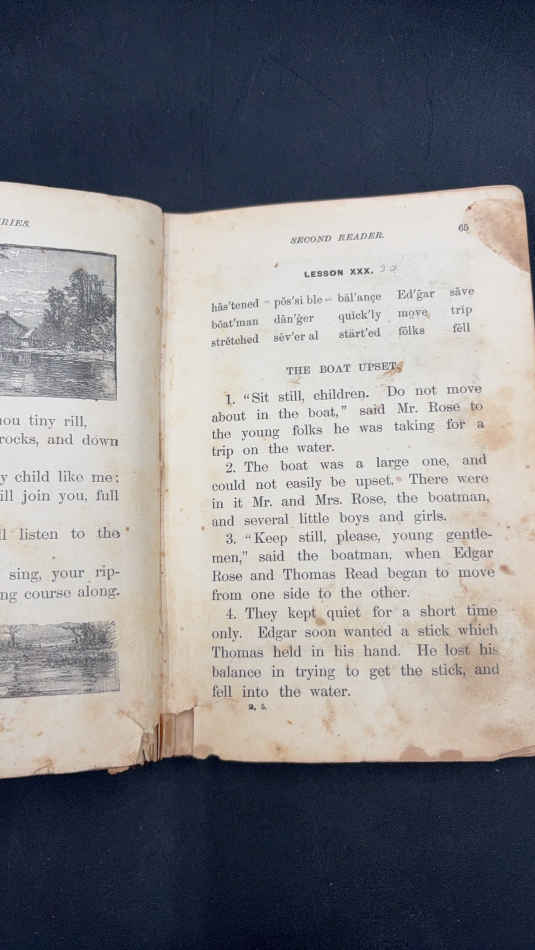 RIES.
ou tiny rill,
rocks, and down
y child like me:
ill join you, full
ll listen to the
sing, your rip-
ng course along.
SECOND READER.
65
LESSON XXX. 30
hās'tened pŏs'si ble băl'ançe Ed'g̃ar sāve
bōat'man dān'g̃er quick'ly move trip
strĕtched sĕv'er al stärt'ed fōlks fĕll
THE BOAT UPSET.
1. “Sit still, children. Do not move
about in the boat,” said Mr. Rose to
the young folks he was taking for a
trip on the water.
2. The boat was a large one, and
could not easily be upset. There were
in it Mr. and Mrs. Rose, the boatman,
and several little boys and girls.
3. “Keep still, please, young gentle-
men,” said the boatman, when Edgar
Rose and Thomas Read began to move
from one side to the other.
4. They kept quiet for a short time
only. Edgar soon wanted a stick which
Thomas held in his hand. He lost his
balance in trying to get the stick, and
fell into the water.
2, 5.